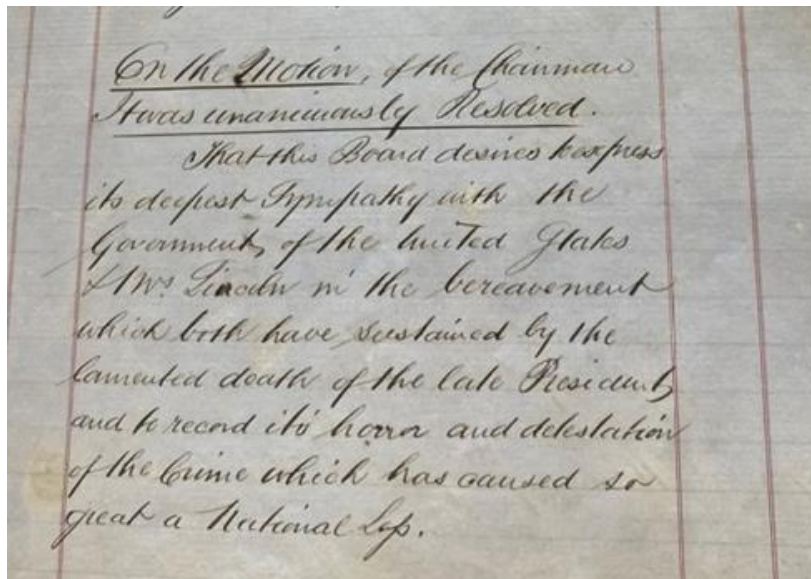 On the Motion, of the Chairman
It was unanimously Resolved.
That this Board desires to express
its deepest Sympathy with the
Government, of the United States
& Mrs. Lincoln in the bereavement
which both have sustained by the
lamented death of the late President,
and to record its horror and detestation
of the Crime which has caused so
great a National Loss.